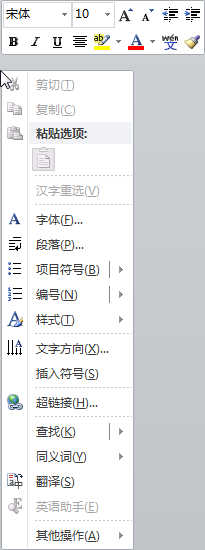 宋体 10 A A
B I U A ab A wén 文
剪切(T)
复制(C)
粘贴选项:
汉字重选(V)
A 字体(F)...
段落(P)...
项目符号(B)
编号(N)
样式(T)
文字方向(X)...
插入符号(S)
超链接(H)...
查找(K)
同义词(Y)
翻译(S)
英语助手(E)
其他操作(A)